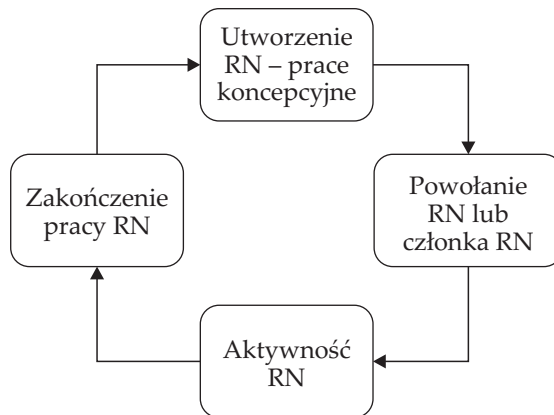 Utworzenie
RN – prace
koncepcyjne
Powołanie
RN lub
członka RN
Aktywność
RN
Zakończenie
pracy RN